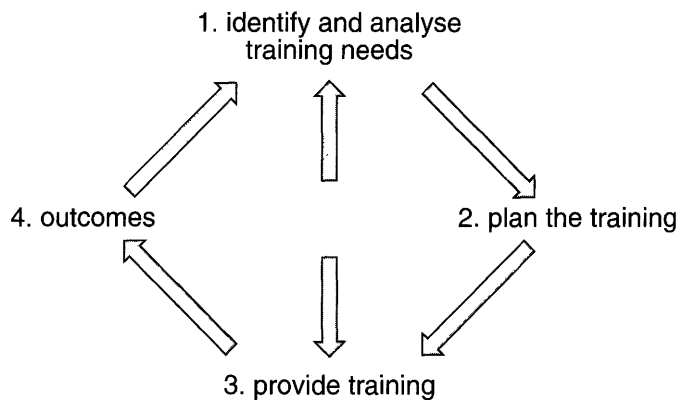 1. identify and analyse
training needs
4. outcomes
2. plan the training
3. provide training